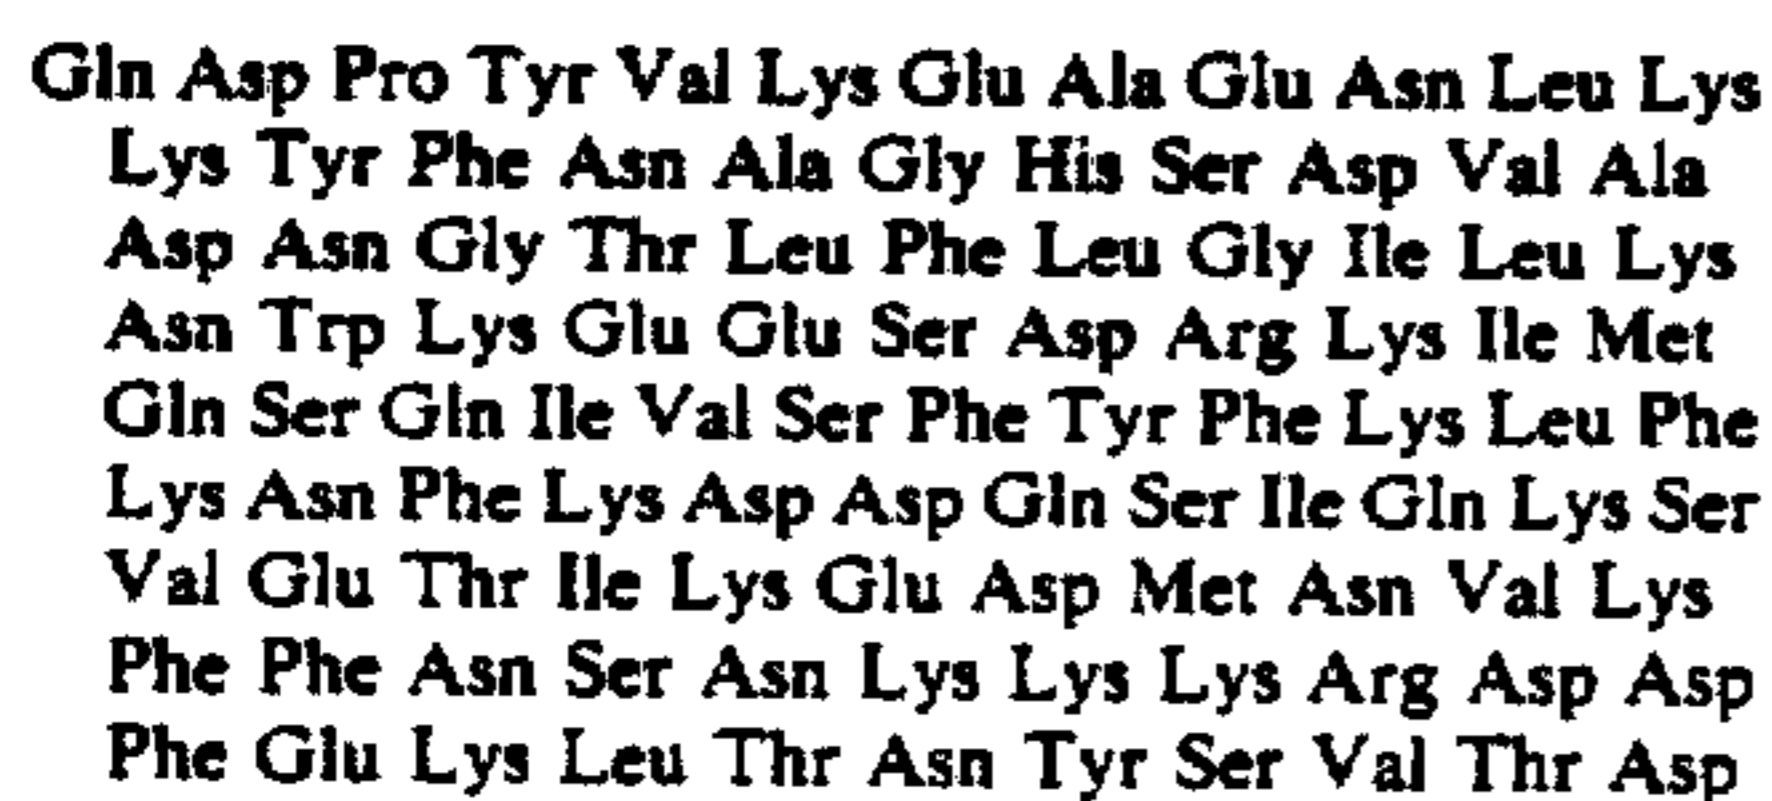 Gln Asp Pro Tyr Val Lys Glu Ala Glu Asn Leu Lys
Lys Tyr Phe Asn Ala Gly His Ser Asp Val Ala
Asp Asn Gly Thr Leu Phe Leu Gly Ile Leu Lys
Asn Trp Lys Glu Glu Ser Asp Arg Lys Ile Met
Gln Ser Gln Ile Val Ser Phe Tyr Phe Lys Leu Phe
Lys Asn Phe Lys Asp Asp Gln Ser Ile Gln Lys Ser
Val Glu Thr Ile Lys Glu Asp Met Asn Val Lys
Phe Phe Asn Ser Asn Lys Lys Lys Arg Asp Asp
Phe Glu Lys Leu Thr Asn Tyr Ser Val Thr Asp